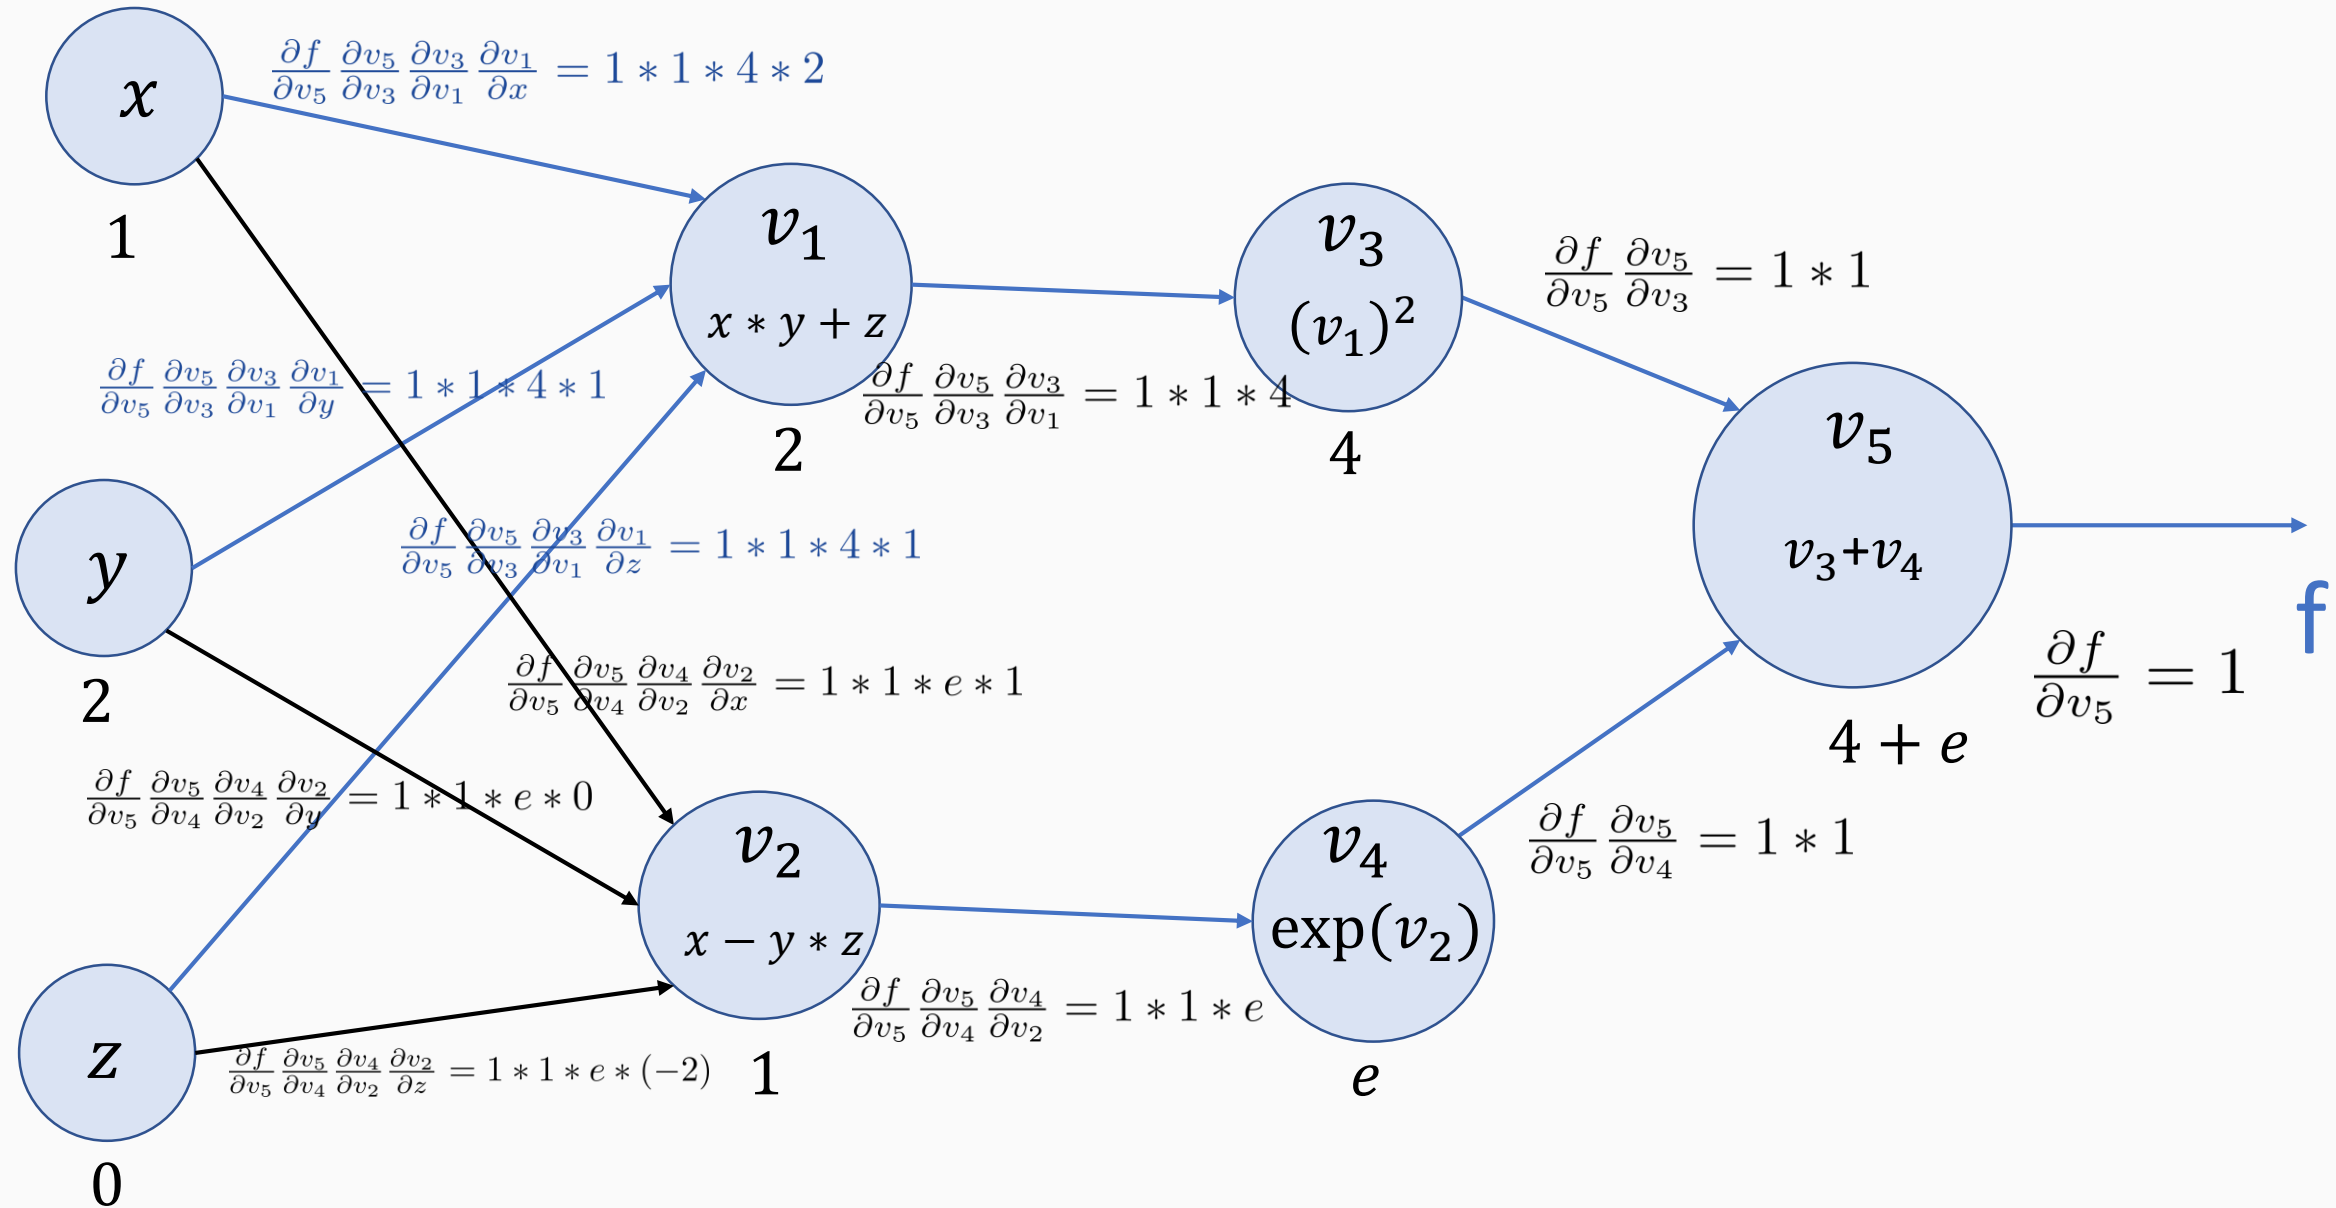 x
∂f/∂v₅ ∂v₅/∂v₃ ∂v₃/∂v₁ ∂v₁/∂x = 1 * 1 * 4 * 2
1
v₁
x * y + z
2
v₃
(v₁)²
4
∂f/∂v₅ ∂v₅/∂v₃ = 1 * 1
∂f/∂v₅ ∂v₅/∂v₃ ∂v₃/∂v₁ ∂v₁/∂y = 1 * 1 * 4 * 1
∂f/∂v₅ ∂v₅/∂v₃ ∂v₃/∂v₁ = 1 * 1 * 4
v₅
v₃+v₄
4 + e
y
2
∂f/∂v₅ ∂v₅/∂v₃ ∂v₃/∂v₁ ∂v₁/∂z = 1 * 1 * 4 * 1
f
∂f/∂v₅ = 1
∂f/∂v₅ ∂v₅/∂v₄ ∂v₄/∂v₂ ∂v₂/∂x = 1 * 1 * e * 1
∂f/∂v₅ ∂v₅/∂v₄ ∂v₄/∂v₂ ∂v₂/∂y = 1 * 1 * e * 0
v₂
x − y * z
1
v₄
exp(v₂)
e
∂f/∂v₅ ∂v₅/∂v₄ = 1 * 1
∂f/∂v₅ ∂v₅/∂v₄ ∂v₄/∂v₂ = 1 * 1 * e
z
0
∂f/∂v₅ ∂v₅/∂v₄ ∂v₄/∂v₂ ∂v₂/∂z = 1 * 1 * e * (−2)